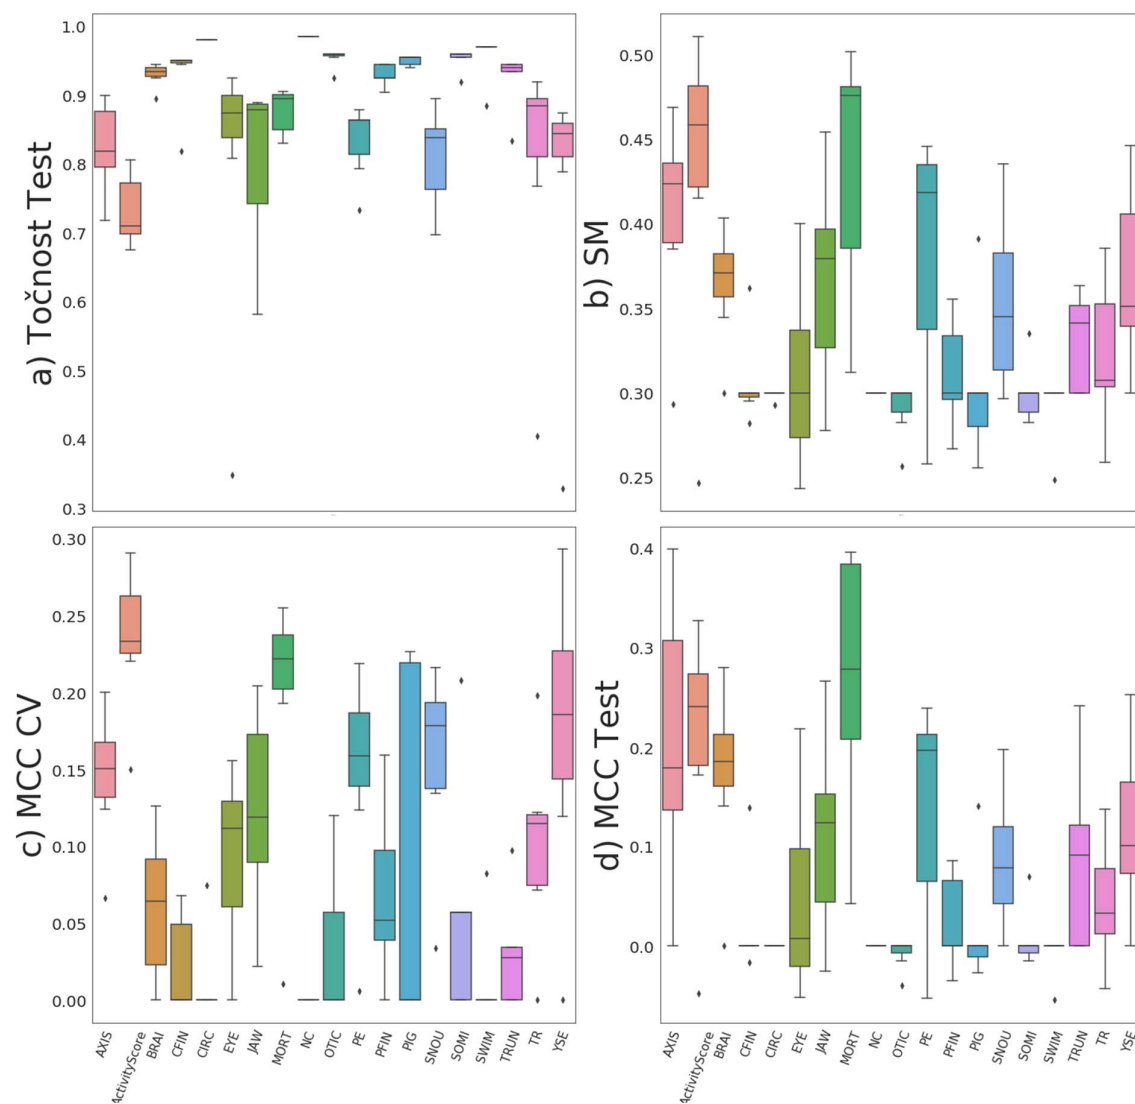 a) Točnost Test
1.0
0.9
0.8
0.7
0.6
0.5
0.4
0.3
b) SM
0.50
0.45
0.40
0.35
0.30
0.25
c) MCC CV
0.30
0.25
0.20
0.15
0.10
0.05
0.00
AXIS
ActivityScore
BRAI
CFIN
CIRC
EYE
JAW
MORT
NC
OTIC
PE
PFIN
PIG
SNOU
SOMI
SWIM
TRUN
TR
YSE
d) MCC Test
0.4
0.3
0.2
0.1
0.0
AXIS
ActivityScore
BRAI
CFIN
CIRC
EYE
JAW
MORT
NC
OTIC
PE
PFIN
PIG
SNOU
SOMI
SWIM
TRUN
TR
YSE